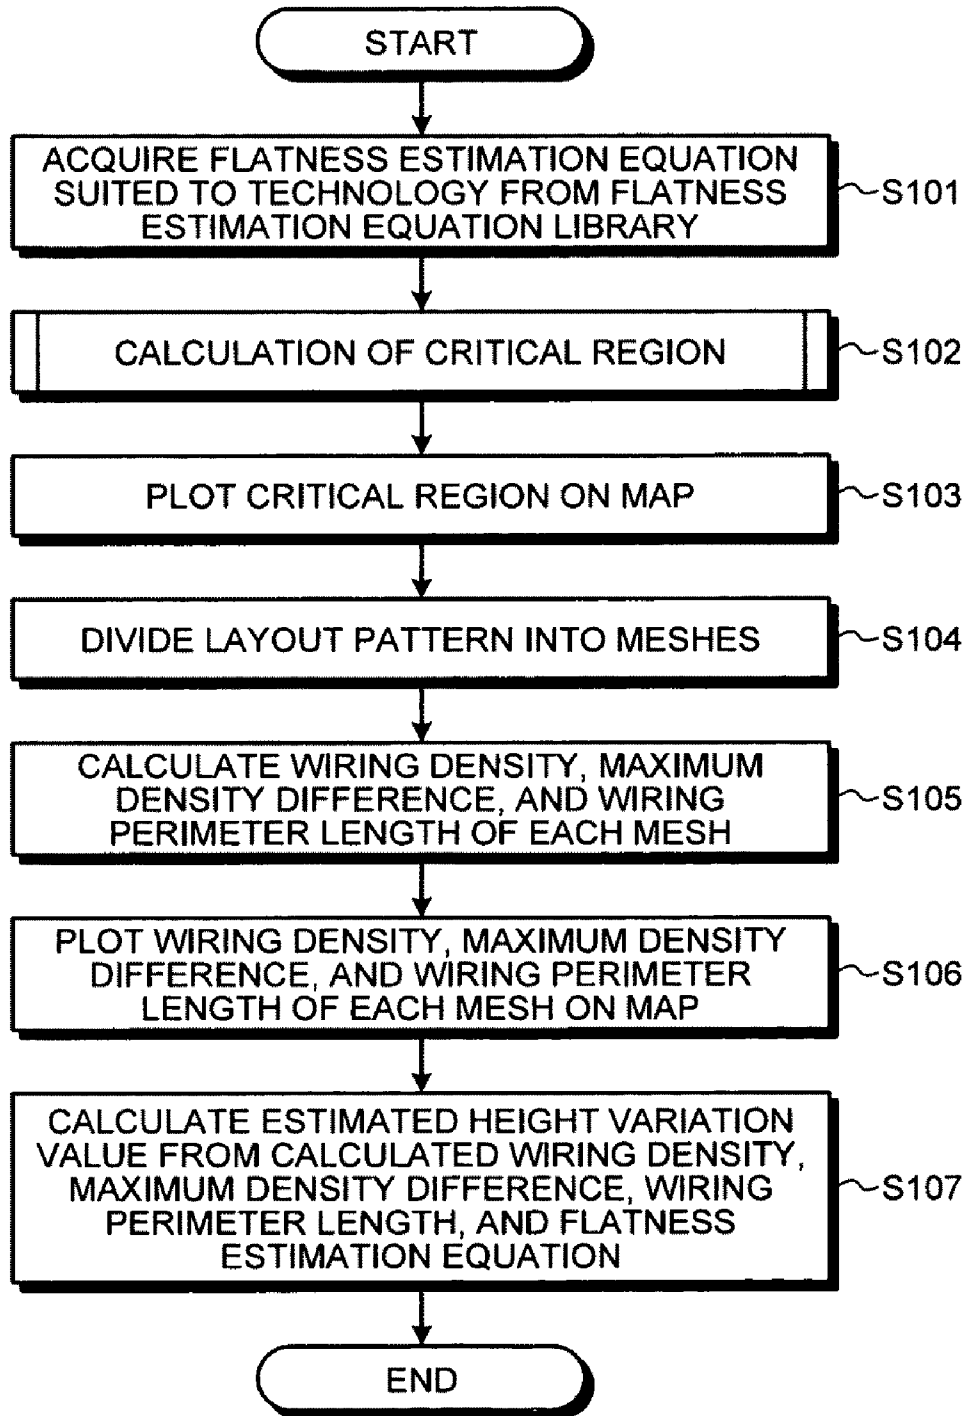 START
ACQUIRE FLATNESS ESTIMATION EQUATION
SUITED TO TECHNOLOGY FROM FLATNESS
ESTIMATION EQUATION LIBRARY
S101
CALCULATION OF CRITICAL REGION
S102
PLOT CRITICAL REGION ON MAP
S103
DIVIDE LAYOUT PATTERN INTO MESHES
S104
CALCULATE WIRING DENSITY, MAXIMUM
DENSITY DIFFERENCE, AND WIRING
PERIMETER LENGTH OF EACH MESH
S105
PLOT WIRING DENSITY, MAXIMUM DENSITY
DIFFERENCE, AND WIRING PERIMETER
LENGTH OF EACH MESH ON MAP
S106
CALCULATE ESTIMATED HEIGHT VARIATION
VALUE FROM CALCULATED WIRING DENSITY,
MAXIMUM DENSITY DIFFERENCE, WIRING
PERIMETER LENGTH, AND FLATNESS
ESTIMATION EQUATION
S107
END